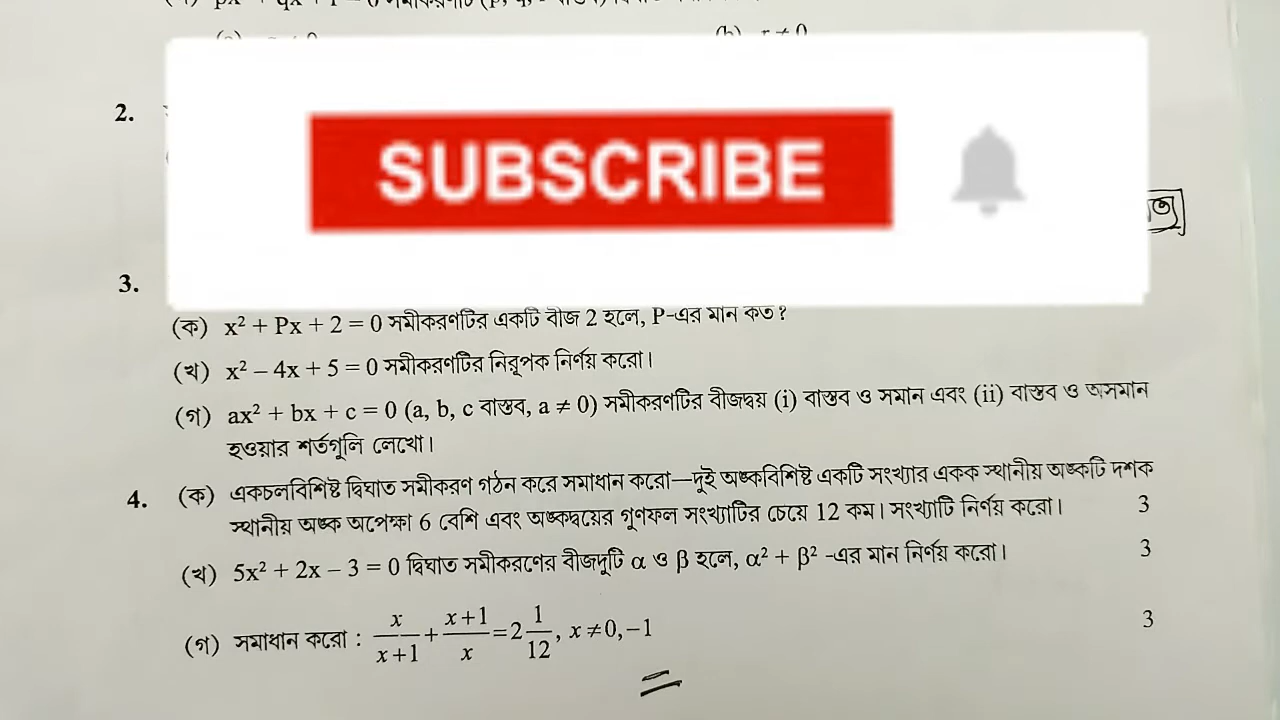 2.
SUBSCRIBE
3.
(ক) x² + Px + 2 = 0 সমীকরণটির একটি বীজ 2 হলে, P-এর মান কত?
(খ) x² – 4x + 5 = 0 সমীকরণটির নিরূপক নির্ণয় করো।
(গ) ax² + bx + c = 0 (a, b, c বাস্তব, a ≠ 0) সমীকরণটির বীজদ্বয় (i) বাস্তব ও সমান এবং (ii) বাস্তব ও অসমান
হওয়ার শর্তগুলি লেখো।
4. (ক) একচলবিশিষ্ট দ্বিঘাত সমীকরণ গঠন করে সমাধান করো—দুই অঙ্কবিশিষ্ট একটি সংখ্যার একক স্থানীয় অঙ্কটি দশক
স্থানীয় অঙ্ক অপেক্ষা 6 বেশি এবং অঙ্কদ্বয়ের গুণফল সংখ্যাটির চেয়ে 12 কম। সংখ্যাটি নির্ণয় করো। 3
(খ) 5x² + 2x – 3 = 0 দ্বিঘাত সমীকরণের বীজদুটি α ও β হলে, α² + β² -এর মান নির্ণয় করো। 3
(গ) সমাধান করো : x/(x+1) + (x+1)/x = 2 1/12, x ≠ 0, –1 3